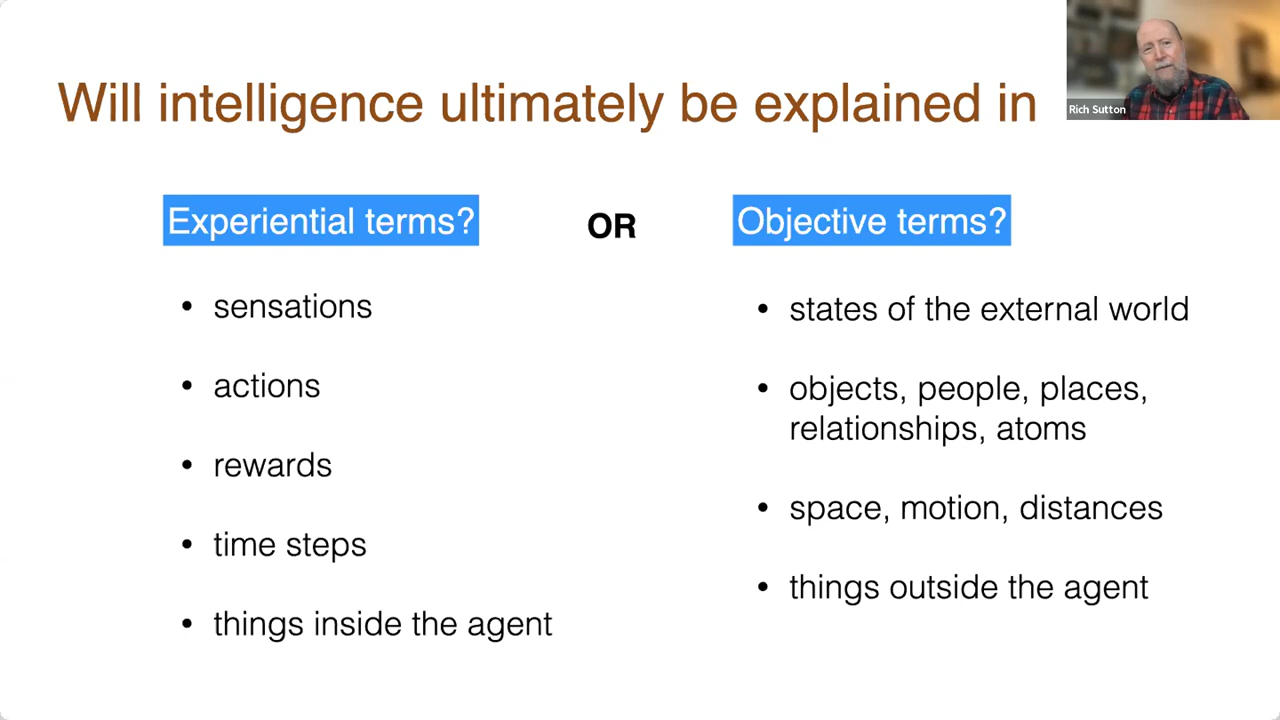 Will intelligence ultimately be explained in
Rich Sutton
Experiential terms?
OR
Objective terms?
• sensations
• actions
• rewards
• time steps
• things inside the agent
• states of the external world
• objects, people, places,
relationships, atoms
• space, motion, distances
• things outside the agent